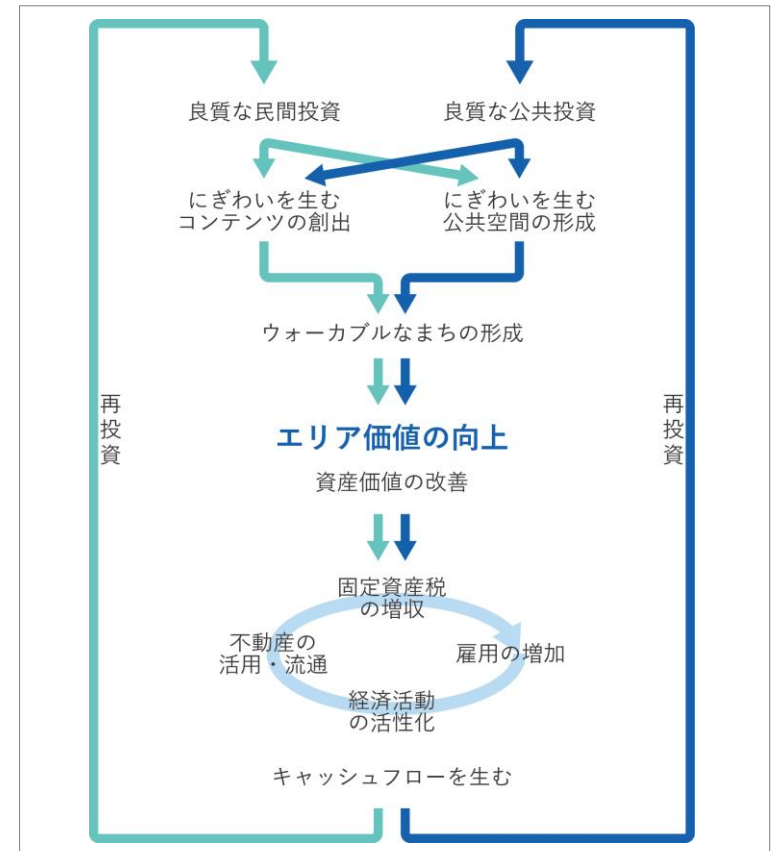 良質な民間投資
良質な公共投資
にぎわいを生む
コンテンツの創出
にぎわいを生む
公共空間の形成
ウォーカブルなまちの形成
再投資
再投資
エリア価値の向上
資産価値の改善
固定資産税
の増収
不動産の
活用・流通
雇用の増加
経済活動
の活性化
キャッシュフローを生む